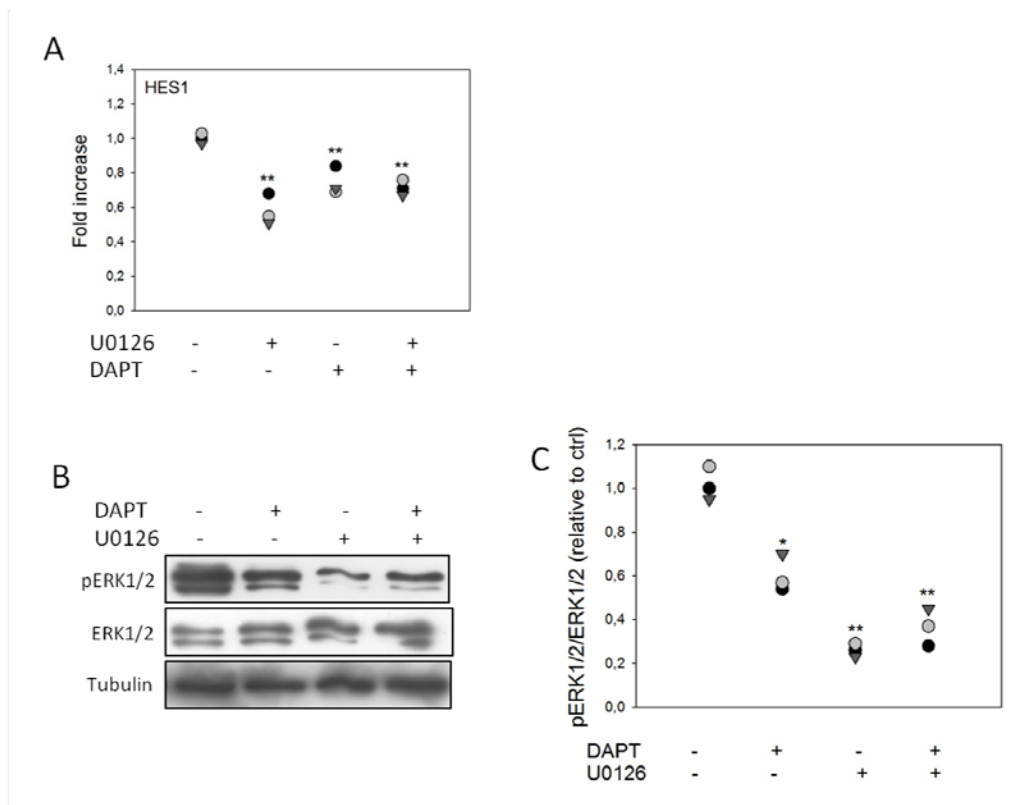 A
1,4
HES1
1,2
1,0
0,8
0,6
0,4
0,2
0,0
Fold increase
** ** **
U0126 - + - +
DAPT - - + +
B
DAPT - + - +
U0126 - - + +
pERK1/2
ERK1/2
Tubulin
C
1,2
1,0
0,8
0,6
0,4
0,2
0,0
pERK1/2/ERK1/2 (relative to ctrl)
* ** **
DAPT - + - +
U0126 - - + +